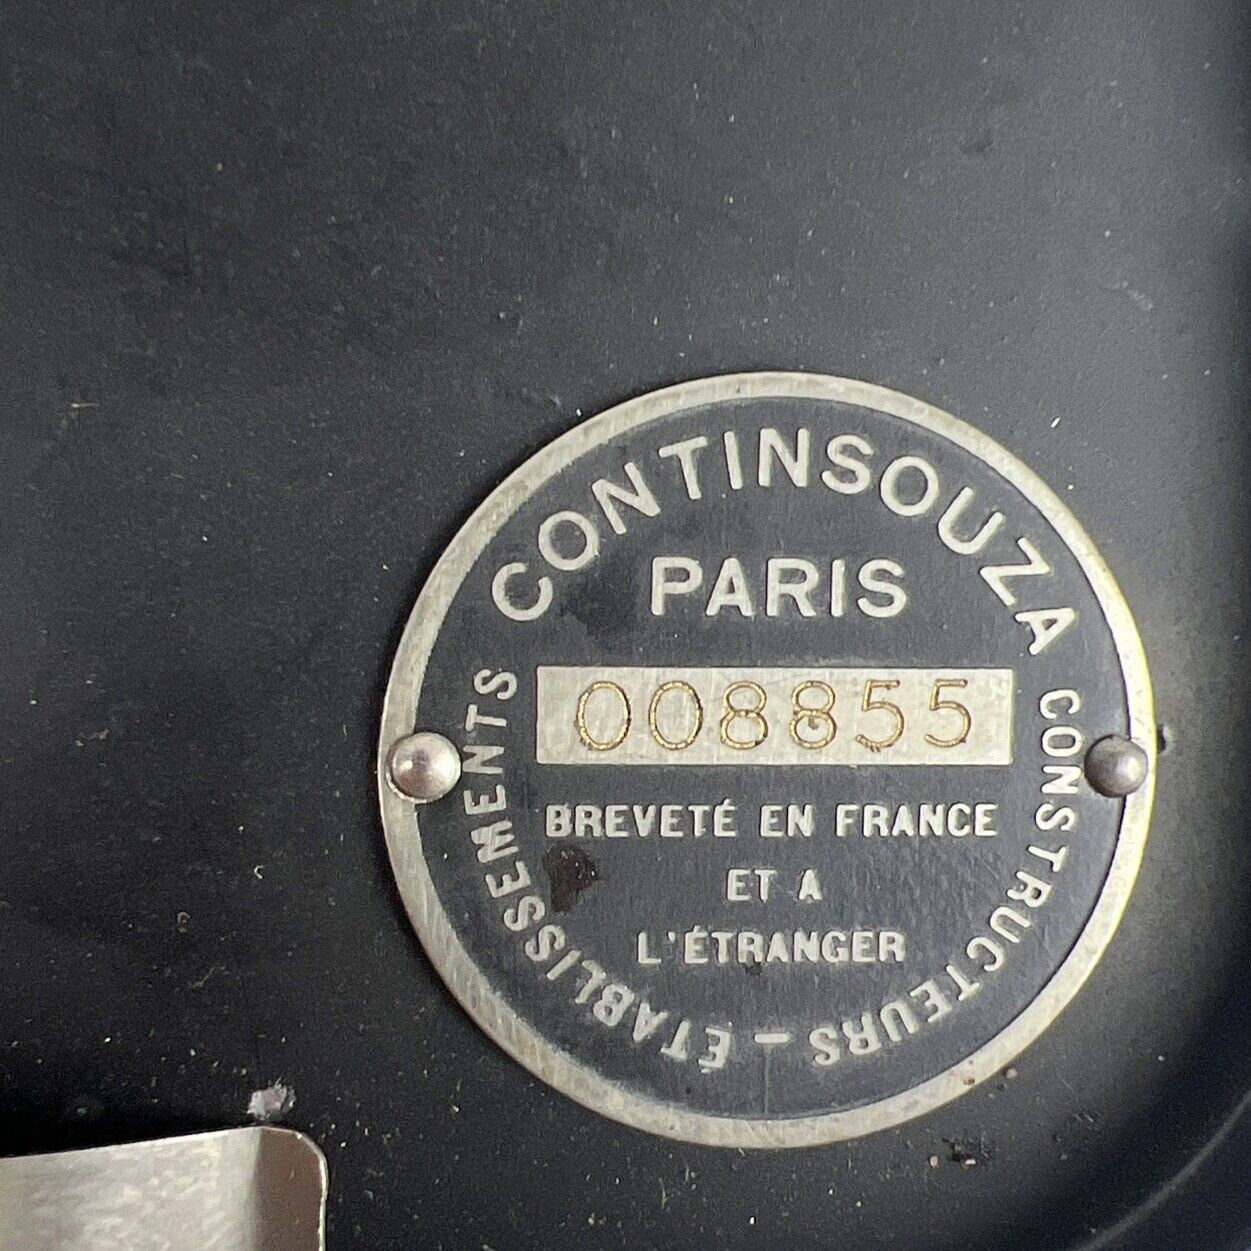 ÉTABLISSEMENTS CONTINSOUZA CONSTRUCTEURS –
PARIS
008855
BREVETÉ EN FRANCE
ET A
L'ÉTRANGER